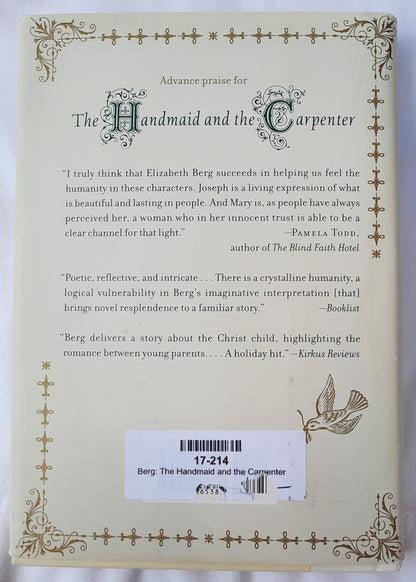 Advance praise for
The Handmaid and the Carpenter
“I truly think that Elizabeth Berg succeeds in helping us feel the
humanity in these characters. Joseph is a living expression of what
is beautiful and lasting in people. And Mary is, as people have always
perceived her, a woman who in her innocent trust is able to be a
clear channel for that light.” —PAMELA TODD,
author of The Blind Faith Hotel
“Poetic, reflective, and intricate . . . There is a crystalline humanity, a
logical vulnerability in Berg’s imaginative interpretation [that]
brings novel resplendence to a familiar story.” —Booklist
“Berg delivers a story about the Christ child, highlighting the
romance between young parents. . . . A holiday hit.” —Kirkus Reviews
17-214
Berg: The Handmaid and the Carpenter